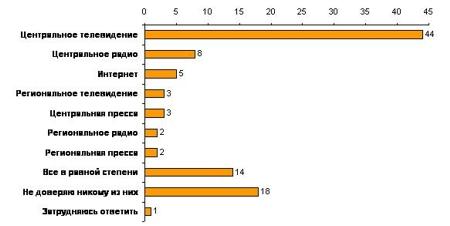 0 5 10 15 20 25 30 35 40 45
Центральное телевидение 44
Центральное радио 8
Интернет 5
Региональное телевидение 3
Центральная пресса 3
Региональное радио 2
Региональная пресса 2
Все в равной степени 14
Не доверяю никому из них 18
Затрудняюсь ответить 1